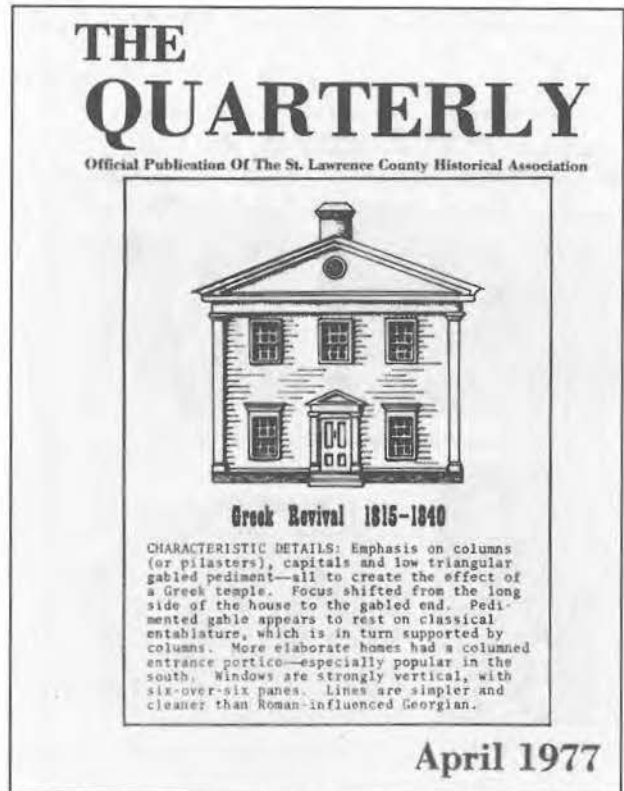 THE
QUARTERLY
Official Publication Of The St. Lawrence County Historical Association
Greek Revival 1815-1840
CHARACTERISTIC DETAILS: Emphasis on columns
(or pilasters), capitals and low triangular
gabled pediment—all to create the effect of
a Greek temple. Focus shifted from the long
side of the house to the gabled end. Pedi-
mented gable appears to rest on classical
entablature, which is in turn supported by
columns. More elaborate homes had a columned
entrance portico—especially popular in the
south. Windows are strongly vertical, with
six-over-six panes. Lines are simpler and
cleaner than Roman-influenced Georgian.
April 1977